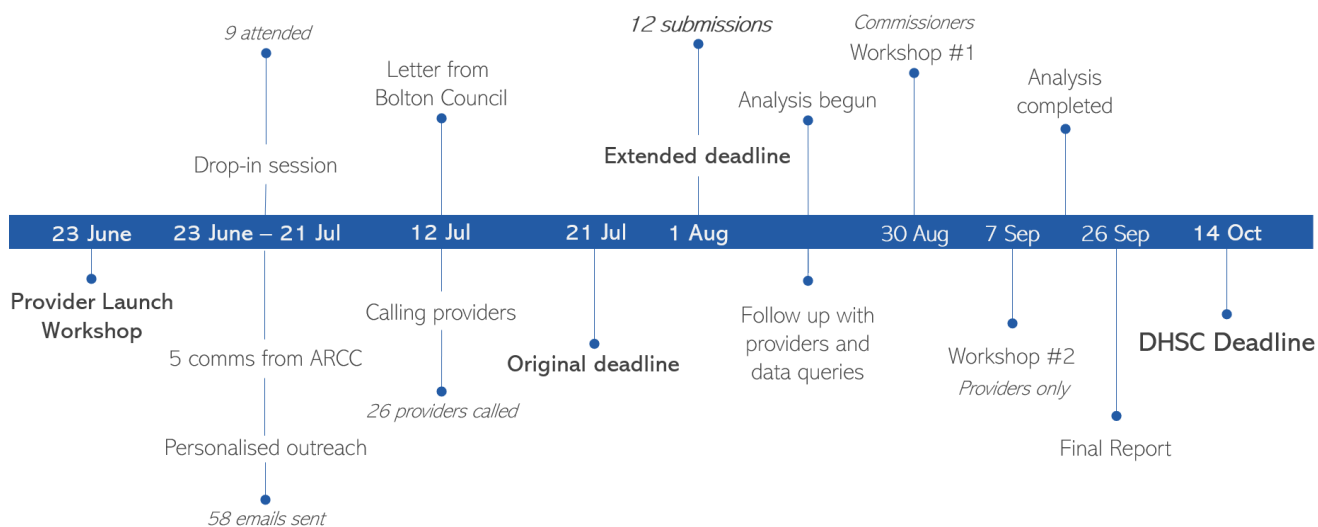 9 attended
Drop-in session
Letter from
Bolton Council
12 submissions
Extended deadline
Analysis begun
Commissioners
Workshop #1
Analysis
completed
23 June
23 June – 21 Jul
12 Jul
21 Jul
1 Aug
30 Aug
7 Sep
26 Sep
14 Oct
Provider Launch
Workshop
5 comms from ARCC
Personalised outreach
58 emails sent
Calling providers
26 providers called
Original deadline
Follow up with
providers and
data queries
Workshop #2
Providers only
Final Report
DHSC Deadline